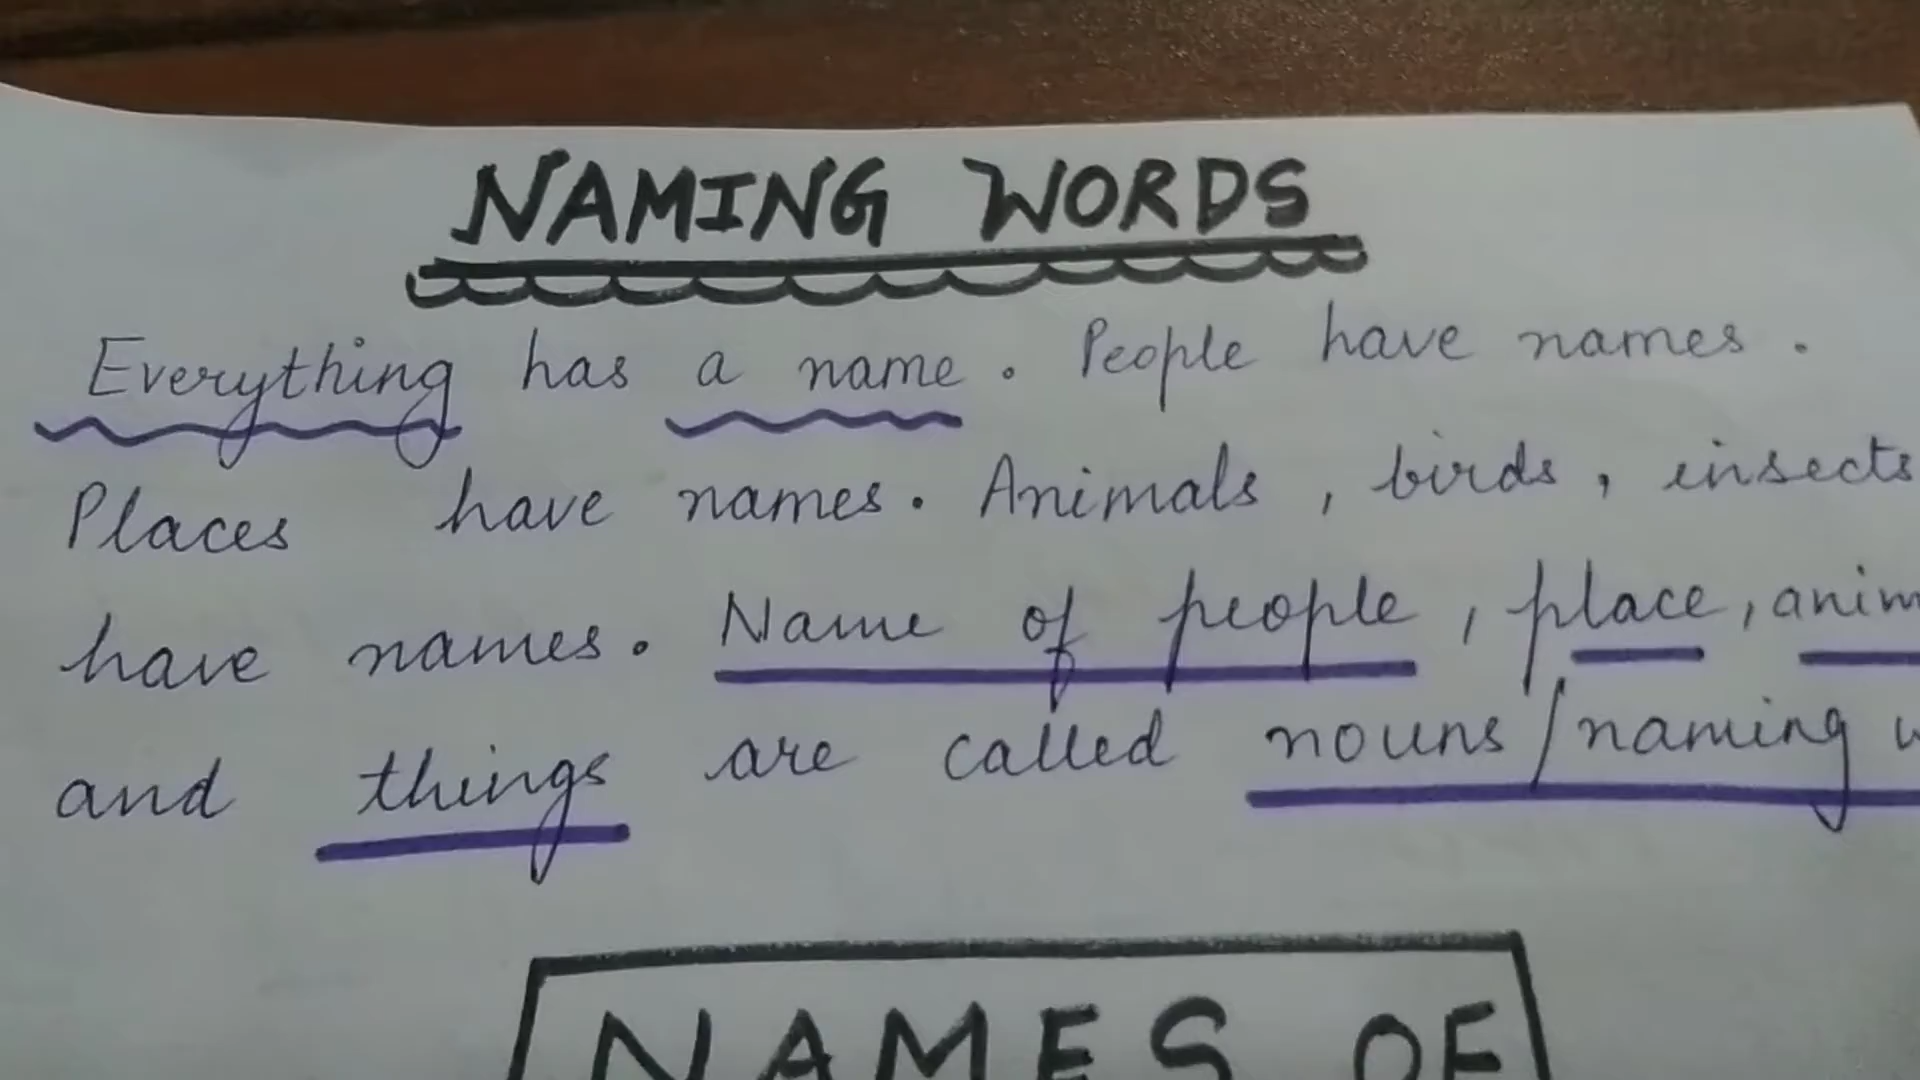 NAMING WORDS
Everything has a name. People have names.
Places have names. Animals, birds, insects
have names. Name of people, place, anim
and things are called nouns/naming w
NAMES OF